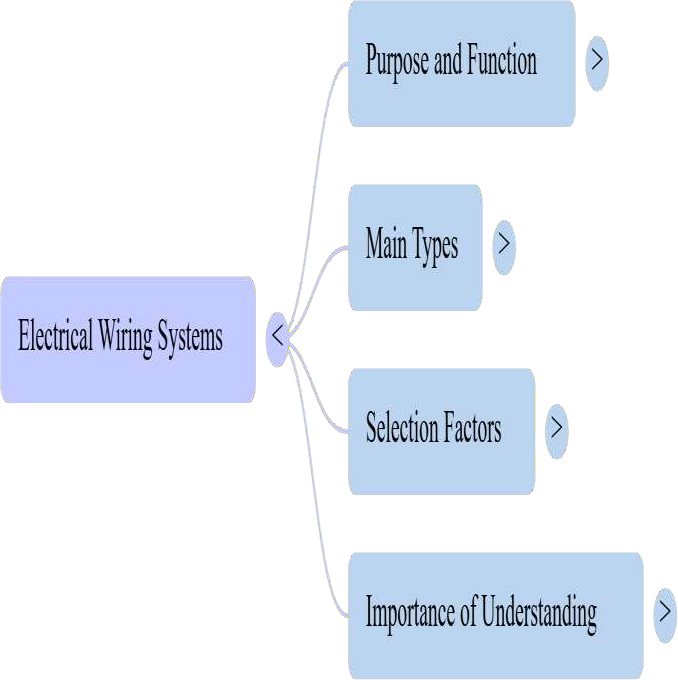 Purpose and Function
Main Types
Electrical Wiring Systems
Selection Factors
Importance of Understanding